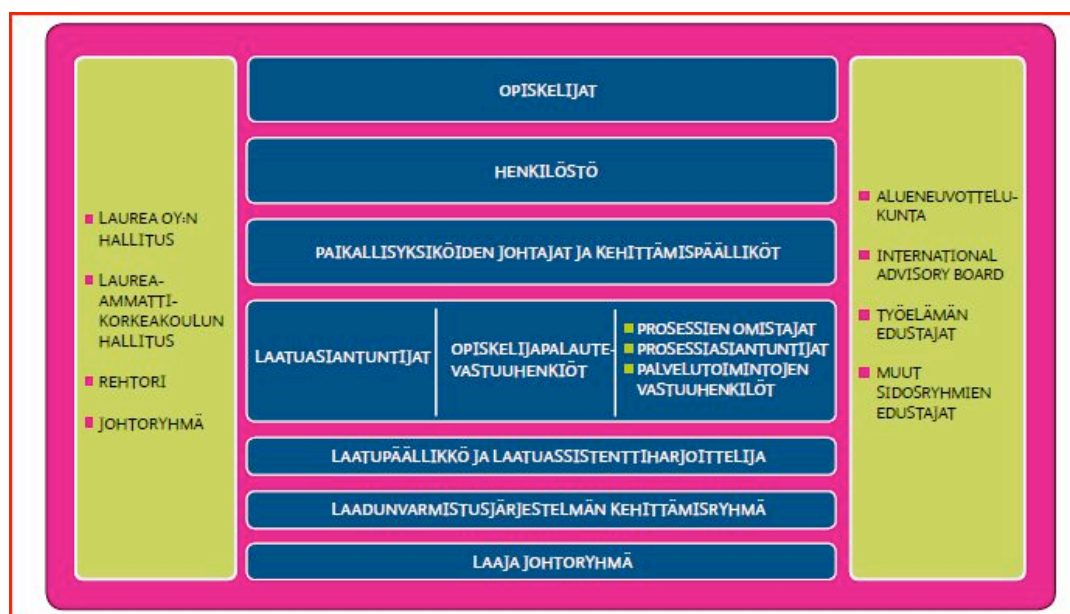 LAUREA OY:N
HALLITUS
LAUREA-
AMMATTI-
KORKEAKOULUN
HALLITUS
REHTORI
JOHTORYHMÄ
OPISKELIJAT
HENKILÖSTÖ
PAIKALLISYKSIKÖIDEN JOHTAJAT JA KEHITTÄMISPÄÄLLIKÖT
LAATUASIANTUNTIJAT
OPISKELIJAPALAUTE-
VASTUUHENKIÖT
PROSESSIEN OMISTAJAT
PROSESSIASIANTUNTIJAT
PALVELUTOIMINTOJEN
VASTUUHENKILÖT
LAATUPÄÄLLIKKÖ JA LAATUASSISTENTTIHARJOITTELIJA
LAADUNVARMISTUSJÄRJESTELMÄN KEHITTÄMISRYHMÄ
LAAJA JOHTORYHMÄ
ALUENEUVOTTELU-
KUNTA
INTERNATIONAL
ADVISORY BOARD
TYÖELÄMÄN
EDUSTAJAT
MUUT
SIDOSRYHMIEN
EDUSTAJAT